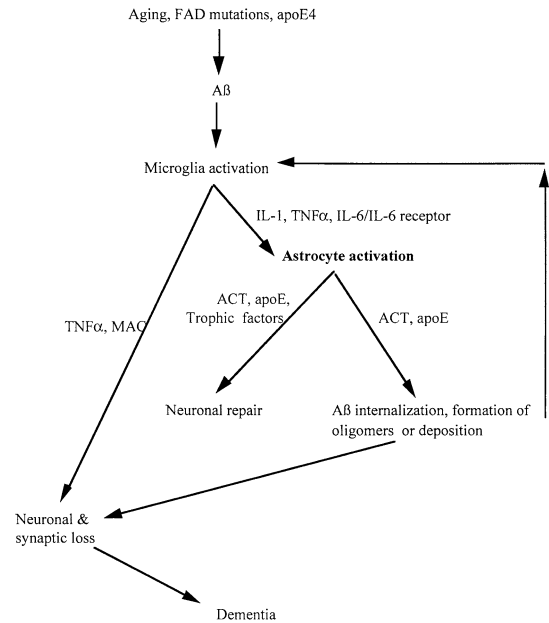 Aging, FAD mutations, apoE4
Aß
Microglia activation
IL-1, TNFα, IL-6/IL-6 receptor
Astrocyte activation
ACT, apoE,
Trophic factors
ACT, apoE
TNFα, MAC
Neuronal repair
Aß internalization, formation of
oligomers or deposition
Neuronal &
synaptic loss
Dementia